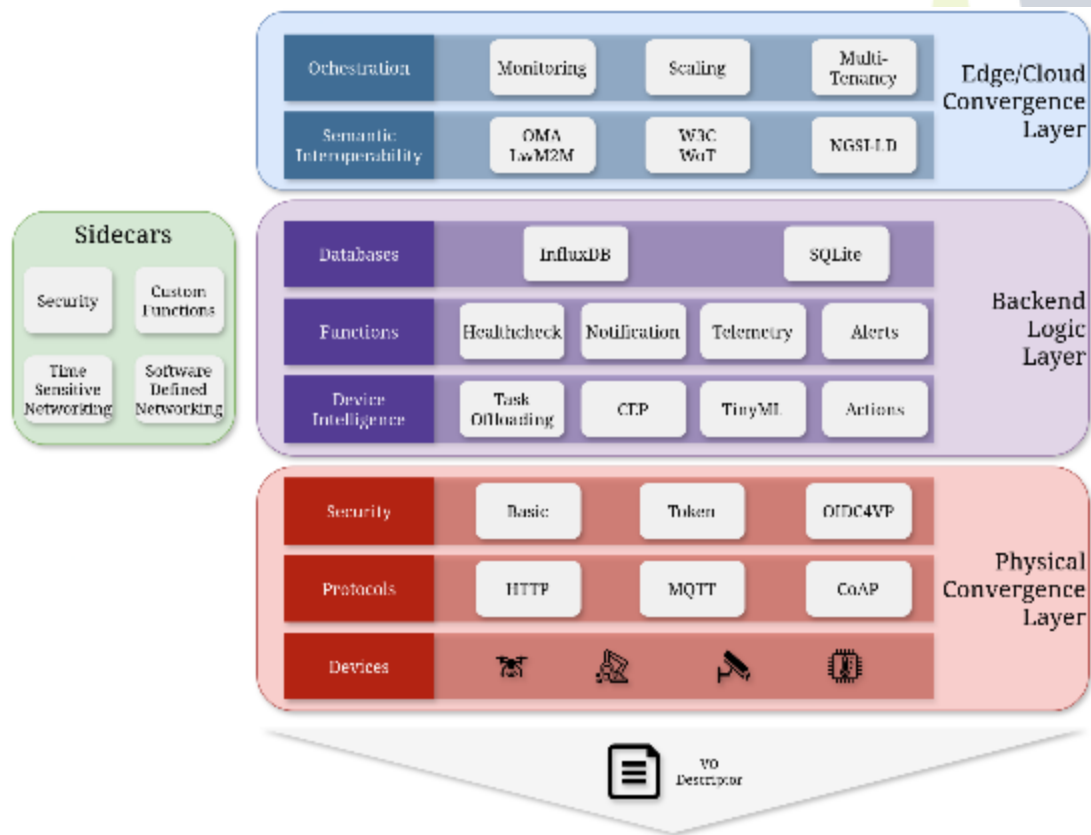 Ochestration
Monitoring
Scaling
Multi-
Tenancy
Edge/Cloud
Convergence
Layer
Semantic
Interoperability
OMA
LwM2M
W3C
WoT
NGSI-LD
Sidecars
Security
Custom
Functions
Time
Sensitive
Networking
Software
Defined
Networking
Databases
InfluxDB
SQLite
Functions
Healthcheck
Notification
Telemetry
Alerts
Backend
Logic
Layer
Device
Intelligence
Task
Offloading
CEP
TinyML
Actions
Security
Basic
Token
OIDC4VP
Protocols
HTTP
MQTT
CoAP
Physical
Convergence
Layer
Devices
VO
Descriptor